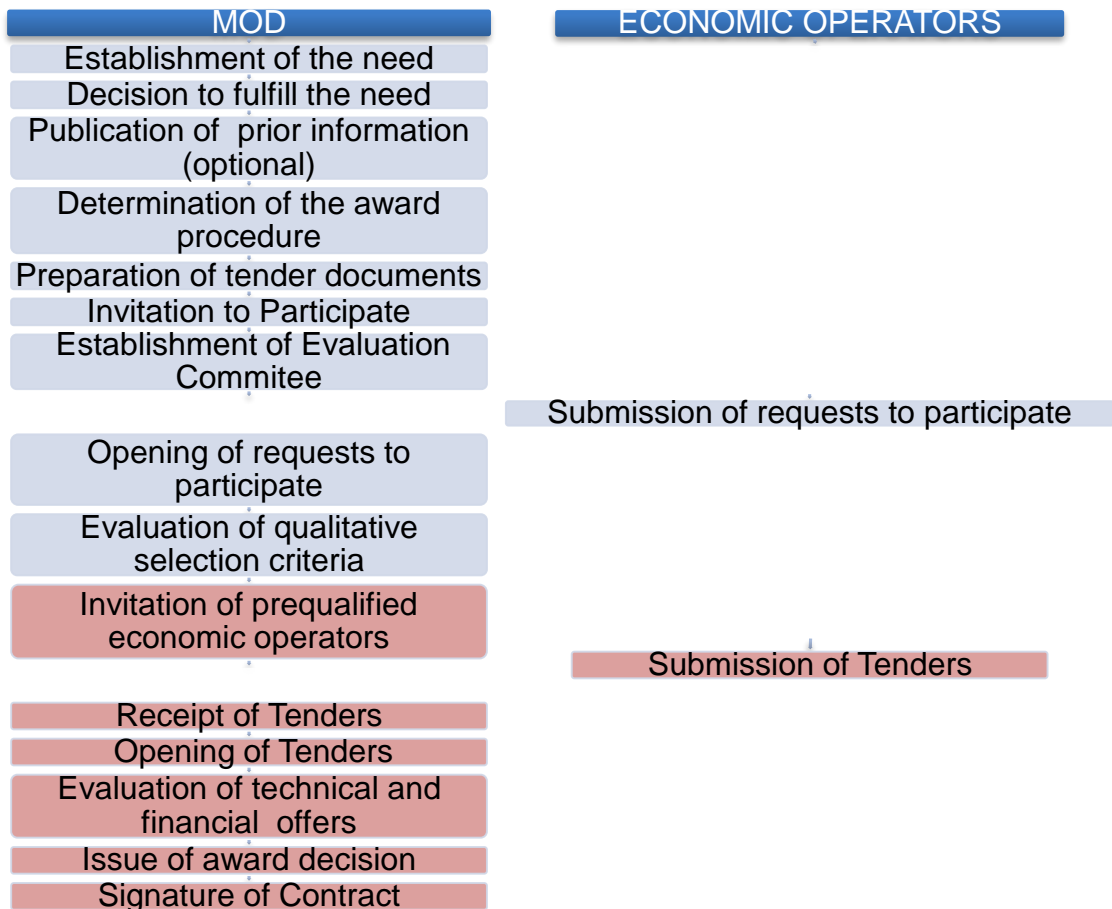 MOD
ECONOMIC OPERATORS
Establishment of the need
Decision to fulfill the need
Publication of prior information
(optional)
Determination of the award
procedure
Preparation of tender documents
Invitation to Participate
Establishment of Evaluation
Commitee
Submission of requests to participate
Opening of requests to
participate
Evaluation of qualitative
selection criteria
Invitation of prequalified
economic operators
Submission of Tenders
Receipt of Tenders
Opening of Tenders
Evaluation of technical and
financial offers
Issue of award decision
Signature of Contract